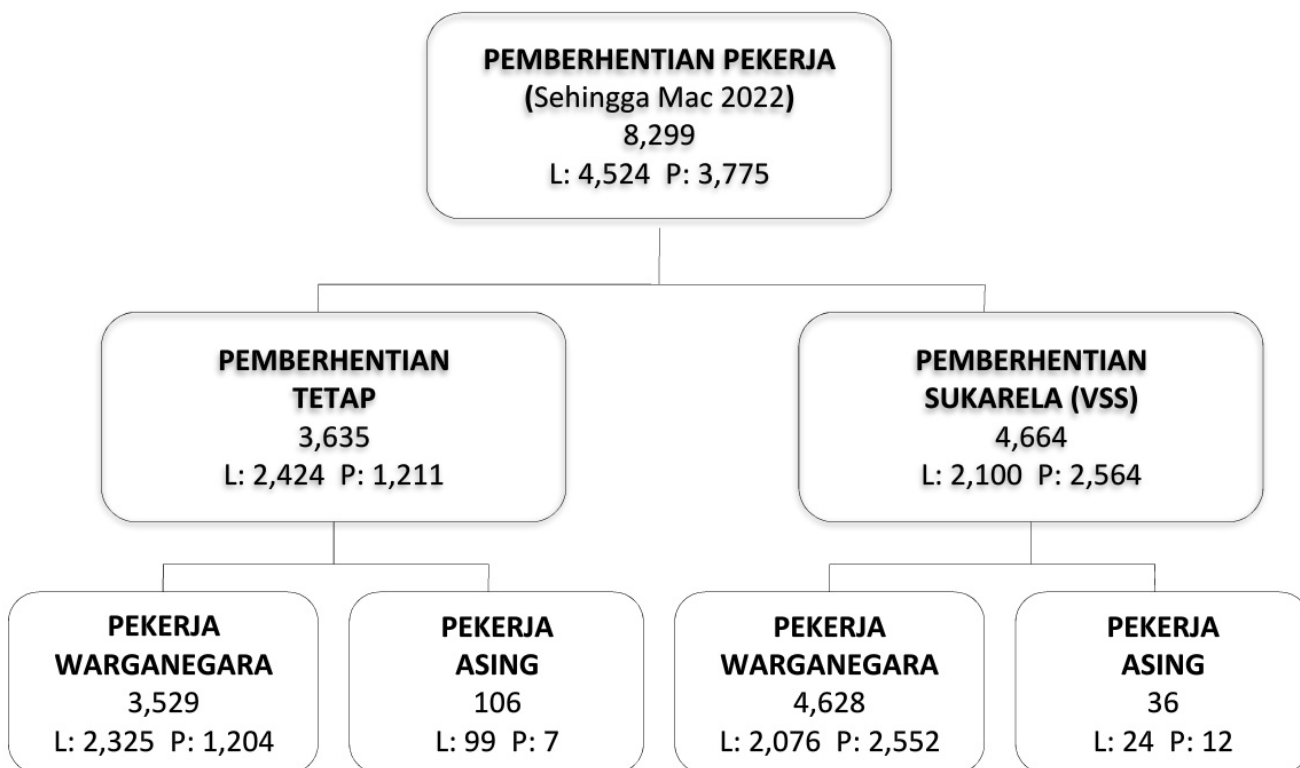 PEMBERHENTIAN PEKERJA
(Sehingga Mac 2022)
8,299
L: 4,524 P: 3,775
PEMBERHENTIAN
TETAP
3,635
L: 2,424 P: 1,211
PEMBERHENTIAN
SUKARELA (VSS)
4,664
L: 2,100 P: 2,564
PEKERJA
WARGANEGARA
3,529
L: 2,325 P: 1,204
PEKERJA
ASING
106
L: 99 P: 7
PEKERJA
WARGANEGARA
4,628
L: 2,076 P: 2,552
PEKERJA
ASING
36
L: 24 P: 12